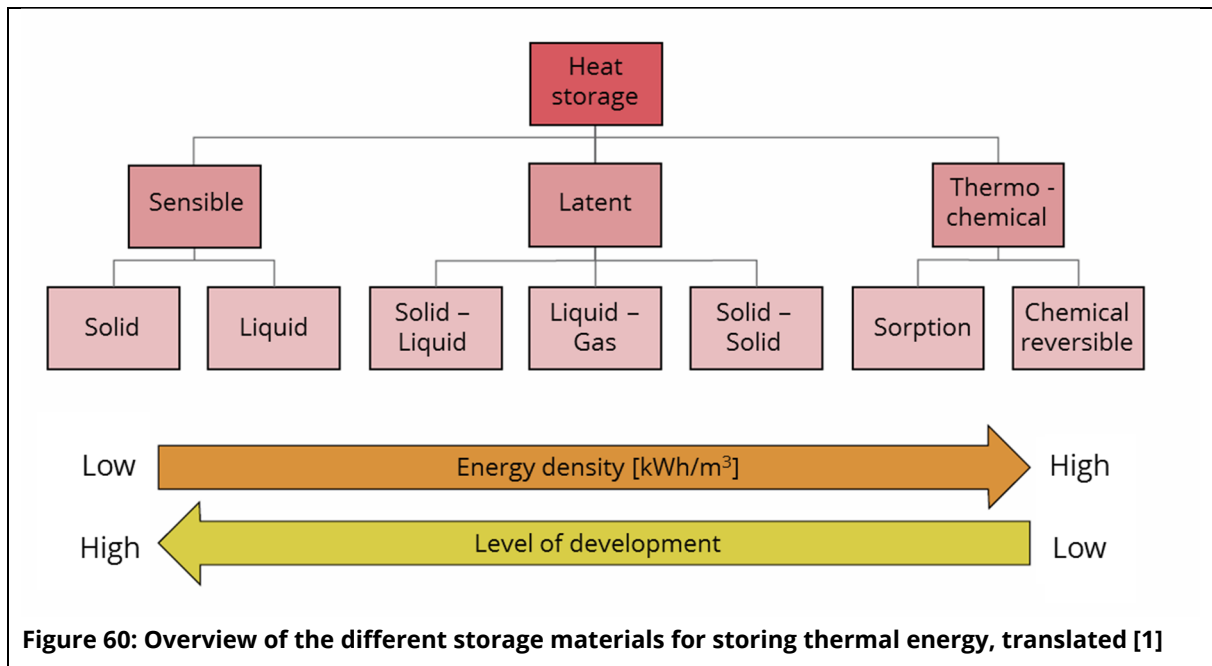 Heat
storage
Sensible
Latent
Thermo -
chemical
Solid
Liquid
Solid –
Liquid
Liquid –
Gas
Solid –
Solid
Sorption
Chemical
reversible
Low
Energy density [kWh/m³]
High
High
Level of development
Low
Figure 60: Overview of the different storage materials for storing thermal energy, translated [1]